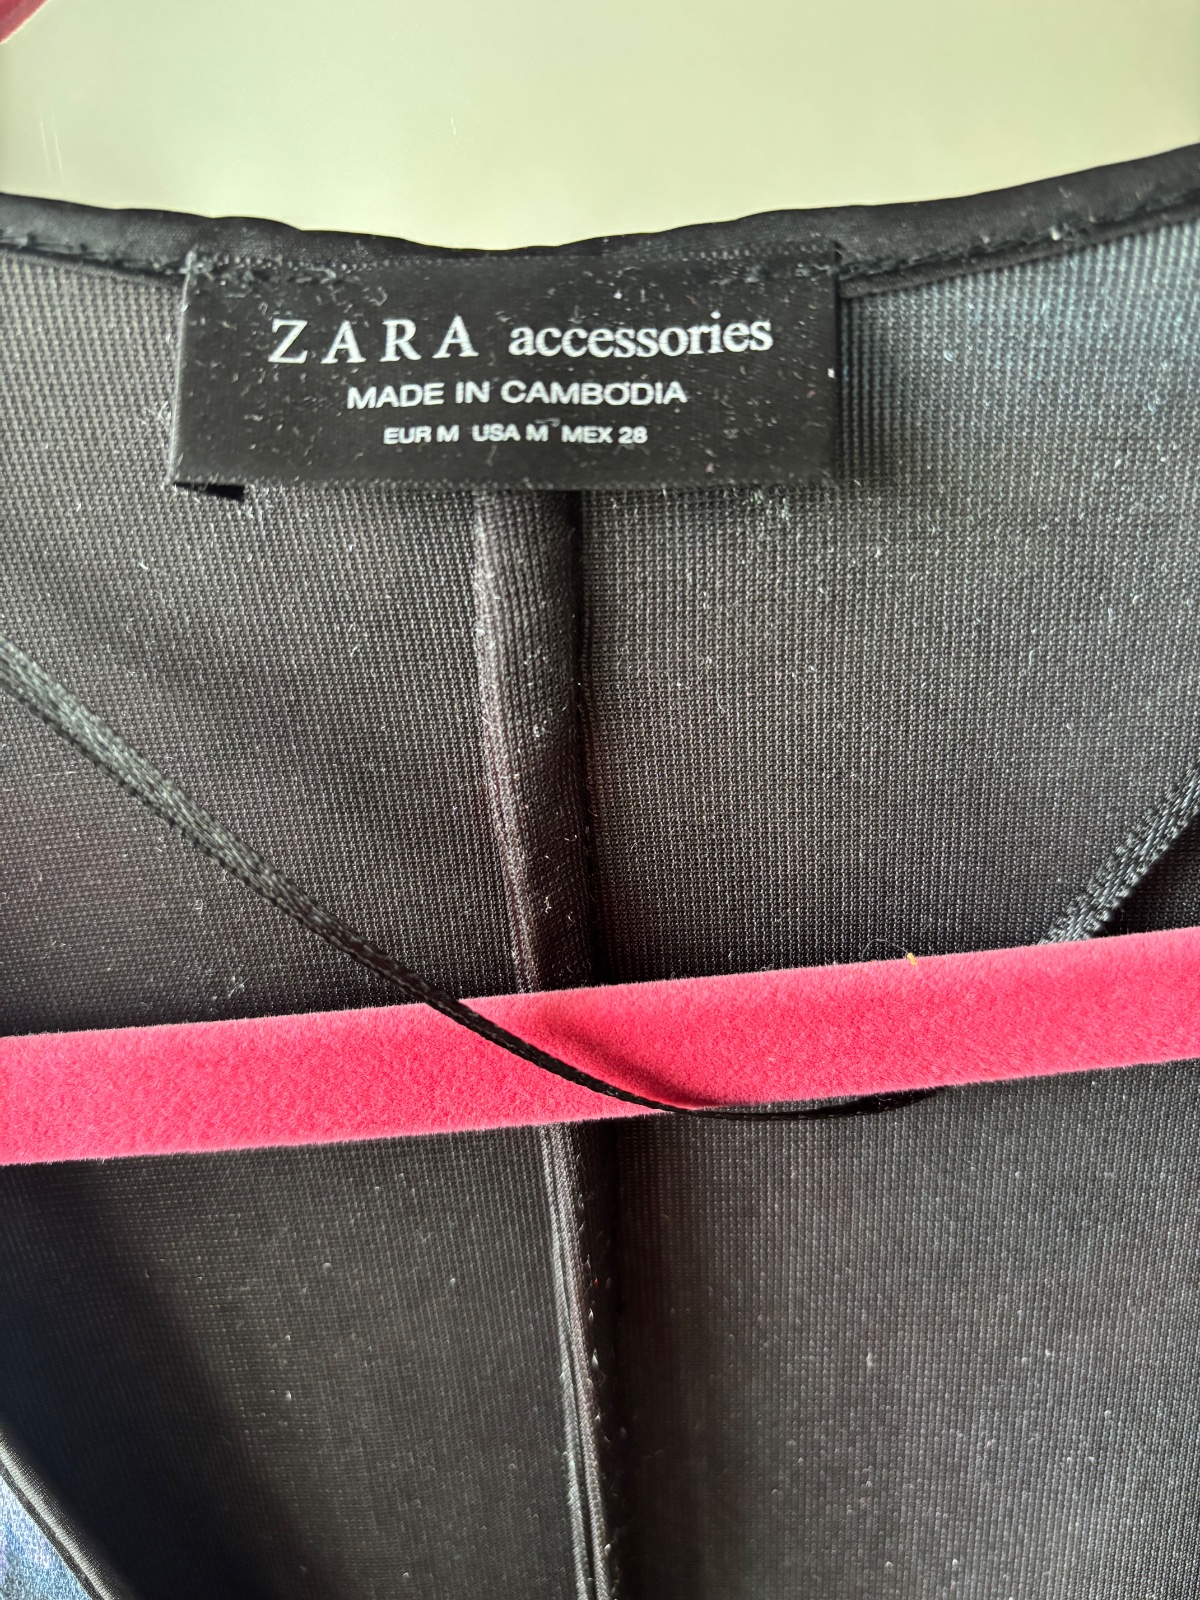 ZARA accessories
MADE IN CAMBODIA
EUR M USA M MEX 28